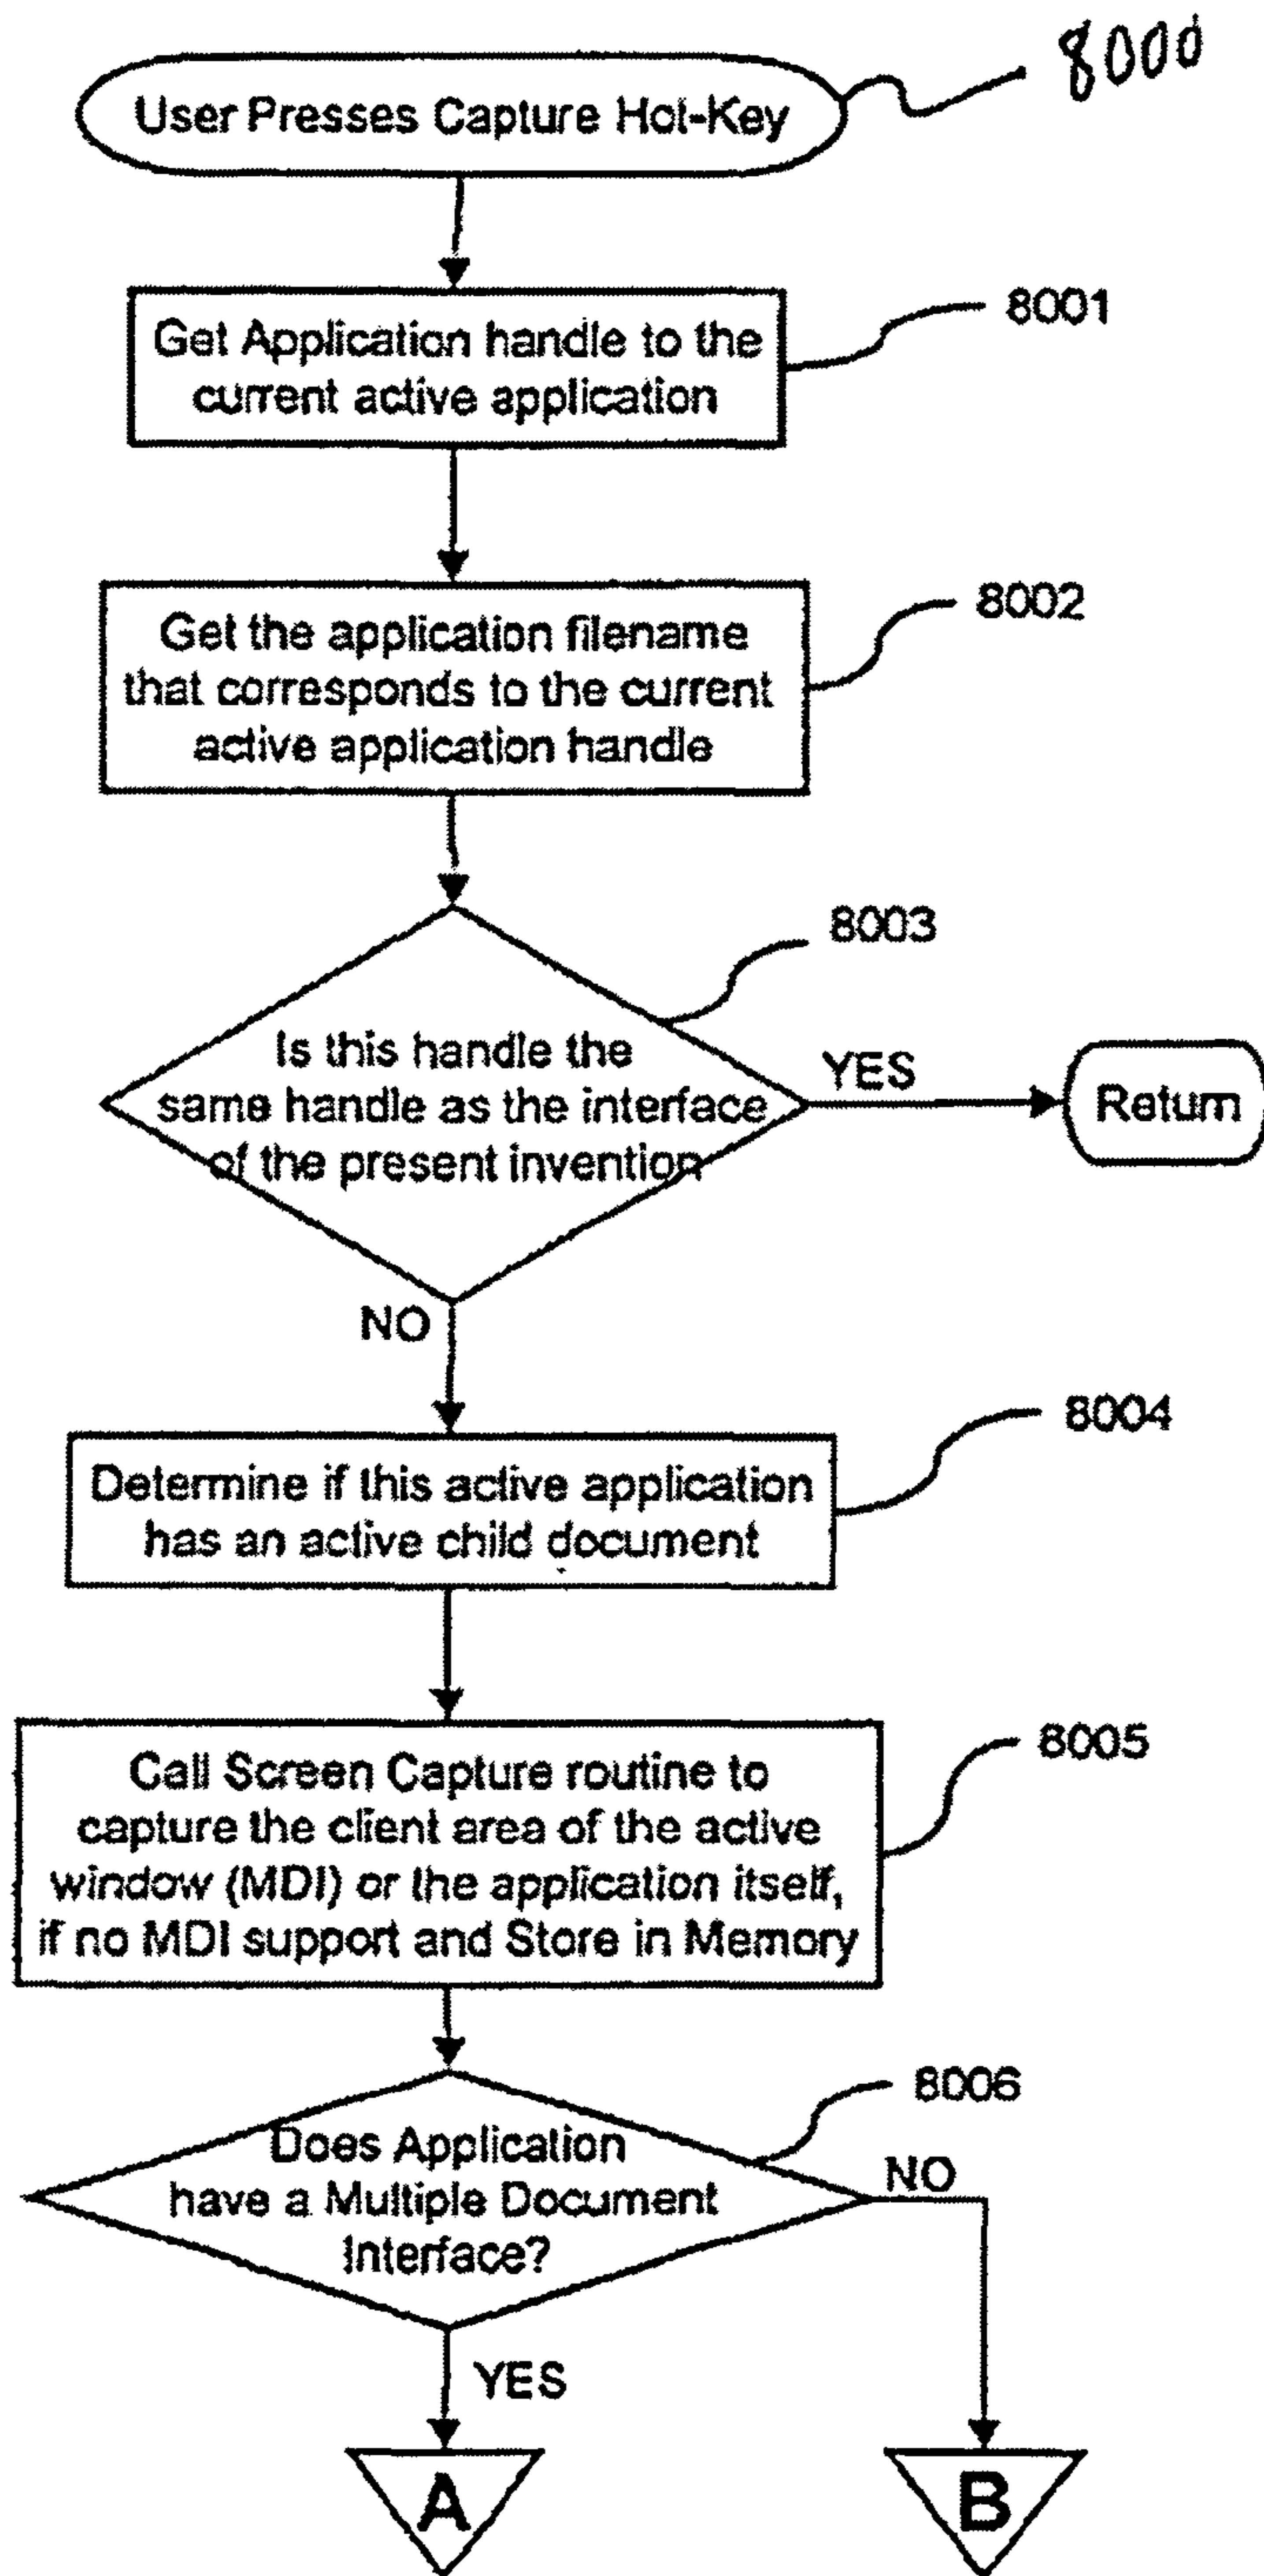 8000
User Presses Capture Hot-Key
8001
Get Application handle to the
current active application
8002
Get the application filename
that corresponds to the current
active application handle
8003
Is this handle the
same handle as the interface
of the present invention
YES
Return
NO
8004
Determine if this active application
has an active child document
8005
Call Screen Capture routine to
capture the client area of the active
window (MDI) or the application itself,
if no MDI support and Store in Memory
8006
Does Application
have a Multiple Document
Interface?
NO
YES
A
B